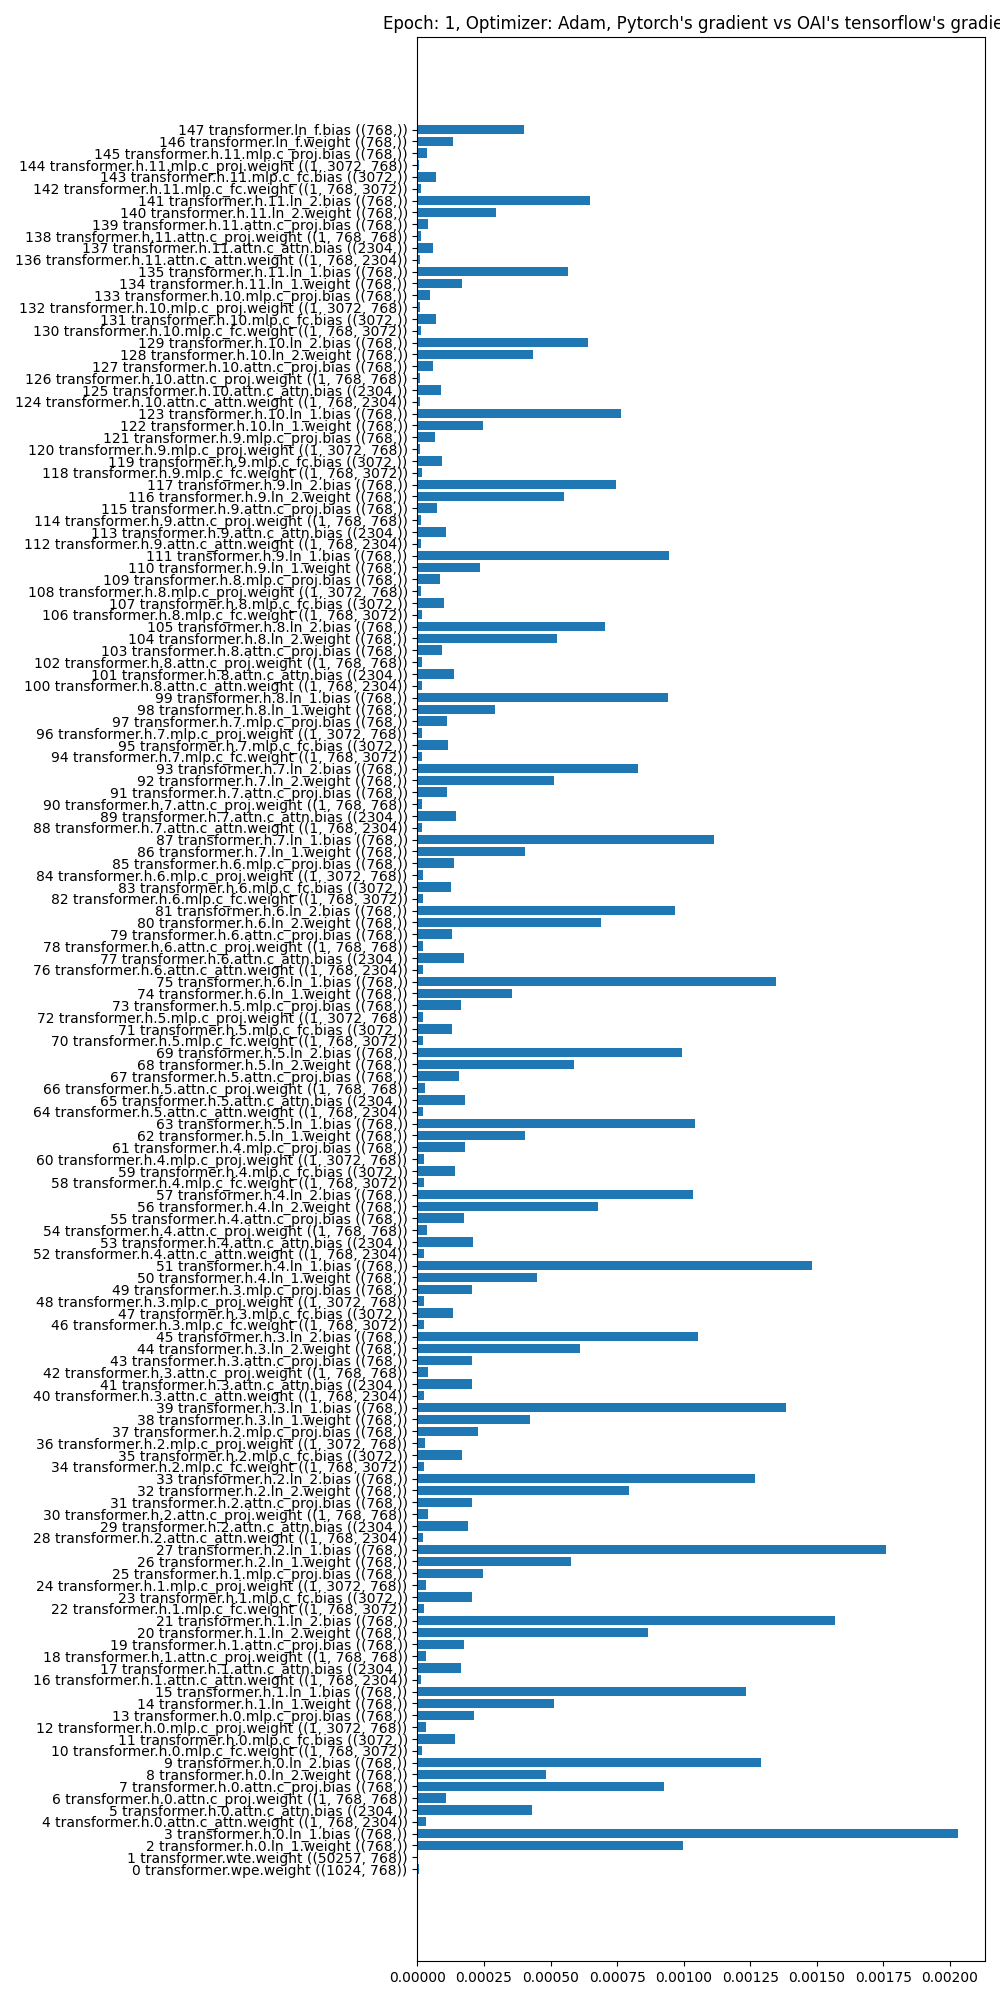 Epoch: 1, Optimizer: Adam, Pytorch's gradient vs OAI's tensorflow's gradie
147 transformer.ln_f.bias ((768,))
146 transformer.ln_f.weight ((768,))
145 transformer.h.11.mlp.c_proj.bias ((768,))
144 transformer.h.11.mlp.c_proj.weight ((1, 3072, 768))
143 transformer.h.11.mlp.c_fc.bias ((3072,))
142 transformer.h.11.mlp.c_fc.weight ((1, 768, 3072))
141 transformer.h.11.ln_2.bias ((768,))
140 transformer.h.11.ln_2.weight ((768,))
139 transformer.h.11.attn.c_proj.bias ((768,))
138 transformer.h.11.attn.c_proj.weight ((1, 768, 768))
137 transformer.h.11.attn.c_attn.bias ((2304,))
136 transformer.h.11.attn.c_attn.weight ((1, 768, 2304))
135 transformer.h.11.ln_1.bias ((768,))
134 transformer.h.11.ln_1.weight ((768,))
133 transformer.h.10.mlp.c_proj.bias ((768,))
132 transformer.h.10.mlp.c_proj.weight ((1, 3072, 768))
131 transformer.h.10.mlp.c_fc.bias ((3072,))
130 transformer.h.10.mlp.c_fc.weight ((1, 768, 3072))
129 transformer.h.10.ln_2.bias ((768,))
128 transformer.h.10.ln_2.weight ((768,))
127 transformer.h.10.attn.c_proj.bias ((768,))
126 transformer.h.10.attn.c_proj.weight ((1, 768, 768))
125 transformer.h.10.attn.c_attn.bias ((2304,))
124 transformer.h.10.attn.c_attn.weight ((1, 768, 2304))
123 transformer.h.10.ln_1.bias ((768,))
122 transformer.h.10.ln_1.weight ((768,))
121 transformer.h.9.mlp.c_proj.bias ((768,))
120 transformer.h.9.mlp.c_proj.weight ((1, 3072, 768))
119 transformer.h.9.mlp.c_fc.bias ((3072,))
118 transformer.h.9.mlp.c_fc.weight ((1, 768, 3072))
117 transformer.h.9.ln_2.bias ((768,))
116 transformer.h.9.ln_2.weight ((768,))
115 transformer.h.9.attn.c_proj.bias ((768,))
114 transformer.h.9.attn.c_proj.weight ((1, 768, 768))
113 transformer.h.9.attn.c_attn.bias ((2304,))
112 transformer.h.9.attn.c_attn.weight ((1, 768, 2304))
111 transformer.h.9.ln_1.bias ((768,))
110 transformer.h.9.ln_1.weight ((768,))
109 transformer.h.8.mlp.c_proj.bias ((768,))
108 transformer.h.8.mlp.c_proj.weight ((1, 3072, 768))
107 transformer.h.8.mlp.c_fc.bias ((3072,))
106 transformer.h.8.mlp.c_fc.weight ((1, 768, 3072))
105 transformer.h.8.ln_2.bias ((768,))
104 transformer.h.8.ln_2.weight ((768,))
103 transformer.h.8.attn.c_proj.bias ((768,))
102 transformer.h.8.attn.c_proj.weight ((1, 768, 768))
101 transformer.h.8.attn.c_attn.bias ((2304,))
100 transformer.h.8.attn.c_attn.weight ((1, 768, 2304))
99 transformer.h.8.ln_1.bias ((768,))
98 transformer.h.8.ln_1.weight ((768,))
97 transformer.h.7.mlp.c_proj.bias ((768,))
96 transformer.h.7.mlp.c_proj.weight ((1, 3072, 768))
95 transformer.h.7.mlp.c_fc.bias ((3072,))
94 transformer.h.7.mlp.c_fc.weight ((1, 768, 3072))
93 transformer.h.7.ln_2.bias ((768,))
92 transformer.h.7.ln_2.weight ((768,))
91 transformer.h.7.attn.c_proj.bias ((768,))
90 transformer.h.7.attn.c_proj.weight ((1, 768, 768))
89 transformer.h.7.attn.c_attn.bias ((2304,))
88 transformer.h.7.attn.c_attn.weight ((1, 768, 2304))
87 transformer.h.7.ln_1.bias ((768,))
86 transformer.h.7.ln_1.weight ((768,))
85 transformer.h.6.mlp.c_proj.bias ((768,))
84 transformer.h.6.mlp.c_proj.weight ((1, 3072, 768))
83 transformer.h.6.mlp.c_fc.bias ((3072,))
82 transformer.h.6.mlp.c_fc.weight ((1, 768, 3072))
81 transformer.h.6.ln_2.bias ((768,))
80 transformer.h.6.ln_2.weight ((768,))
79 transformer.h.6.attn.c_proj.bias ((768,))
78 transformer.h.6.attn.c_proj.weight ((1, 768, 768))
77 transformer.h.6.attn.c_attn.bias ((2304,))
76 transformer.h.6.attn.c_attn.weight ((1, 768, 2304))
75 transformer.h.6.ln_1.bias ((768,))
74 transformer.h.6.ln_1.weight ((768,))
73 transformer.h.5.mlp.c_proj.bias ((768,))
72 transformer.h.5.mlp.c_proj.weight ((1, 3072, 768))
71 transformer.h.5.mlp.c_fc.bias ((3072,))
70 transformer.h.5.mlp.c_fc.weight ((1, 768, 3072))
69 transformer.h.5.ln_2.bias ((768,))
68 transformer.h.5.ln_2.weight ((768,))
67 transformer.h.5.attn.c_proj.bias ((768,))
66 transformer.h.5.attn.c_proj.weight ((1, 768, 768))
65 transformer.h.5.attn.c_attn.bias ((2304,))
64 transformer.h.5.attn.c_attn.weight ((1, 768, 2304))
63 transformer.h.5.ln_1.bias ((768,))
62 transformer.h.5.ln_1.weight ((768,))
61 transformer.h.4.mlp.c_proj.bias ((768,))
60 transformer.h.4.mlp.c_proj.weight ((1, 3072, 768))
59 transformer.h.4.mlp.c_fc.bias ((3072,))
58 transformer.h.4.mlp.c_fc.weight ((1, 768, 3072))
57 transformer.h.4.ln_2.bias ((768,))
56 transformer.h.4.ln_2.weight ((768,))
55 transformer.h.4.attn.c_proj.bias ((768,))
54 transformer.h.4.attn.c_proj.weight ((1, 768, 768))
53 transformer.h.4.attn.c_attn.bias ((2304,))
52 transformer.h.4.attn.c_attn.weight ((1, 768, 2304))
51 transformer.h.4.ln_1.bias ((768,))
50 transformer.h.4.ln_1.weight ((768,))
49 transformer.h.3.mlp.c_proj.bias ((768,))
48 transformer.h.3.mlp.c_proj.weight ((1, 3072, 768))
47 transformer.h.3.mlp.c_fc.bias ((3072,))
46 transformer.h.3.mlp.c_fc.weight ((1, 768, 3072))
45 transformer.h.3.ln_2.bias ((768,))
44 transformer.h.3.ln_2.weight ((768,))
43 transformer.h.3.attn.c_proj.bias ((768,))
42 transformer.h.3.attn.c_proj.weight ((1, 768, 768))
41 transformer.h.3.attn.c_attn.bias ((2304,))
40 transformer.h.3.attn.c_attn.weight ((1, 768, 2304))
39 transformer.h.3.ln_1.bias ((768,))
38 transformer.h.3.ln_1.weight ((768,))
37 transformer.h.2.mlp.c_proj.bias ((768,))
36 transformer.h.2.mlp.c_proj.weight ((1, 3072, 768))
35 transformer.h.2.mlp.c_fc.bias ((3072,))
34 transformer.h.2.mlp.c_fc.weight ((1, 768, 3072))
33 transformer.h.2.ln_2.bias ((768,))
32 transformer.h.2.ln_2.weight ((768,))
31 transformer.h.2.attn.c_proj.bias ((768,))
30 transformer.h.2.attn.c_proj.weight ((1, 768, 768))
29 transformer.h.2.attn.c_attn.bias ((2304,))
28 transformer.h.2.attn.c_attn.weight ((1, 768, 2304))
27 transformer.h.2.ln_1.bias ((768,))
26 transformer.h.2.ln_1.weight ((768,))
25 transformer.h.1.mlp.c_proj.bias ((768,))
24 transformer.h.1.mlp.c_proj.weight ((1, 3072, 768))
23 transformer.h.1.mlp.c_fc.bias ((3072,))
22 transformer.h.1.mlp.c_fc.weight ((1, 768, 3072))
21 transformer.h.1.ln_2.bias ((768,))
20 transformer.h.1.ln_2.weight ((768,))
19 transformer.h.1.attn.c_proj.bias ((768,))
18 transformer.h.1.attn.c_proj.weight ((1, 768, 768))
17 transformer.h.1.attn.c_attn.bias ((2304,))
16 transformer.h.1.attn.c_attn.weight ((1, 768, 2304))
15 transformer.h.1.ln_1.bias ((768,))
14 transformer.h.1.ln_1.weight ((768,))
13 transformer.h.0.mlp.c_proj.bias ((768,))
12 transformer.h.0.mlp.c_proj.weight ((1, 3072, 768))
11 transformer.h.0.mlp.c_fc.bias ((3072,))
10 transformer.h.0.mlp.c_fc.weight ((1, 768, 3072))
9 transformer.h.0.ln_2.bias ((768,))
8 transformer.h.0.ln_2.weight ((768,))
7 transformer.h.0.attn.c_proj.bias ((768,))
6 transformer.h.0.attn.c_proj.weight ((1, 768, 768))
5 transformer.h.0.attn.c_attn.bias ((2304,))
4 transformer.h.0.attn.c_attn.weight ((1, 768, 2304))
3 transformer.h.0.ln_1.bias ((768,))
2 transformer.h.0.ln_1.weight ((768,))
1 transformer.wte.weight ((50257, 768))
0 transformer.wpe.weight ((1024, 768))
0.00000 0.00025 0.00050 0.00075 0.00100 0.00125 0.00150 0.00175 0.00200